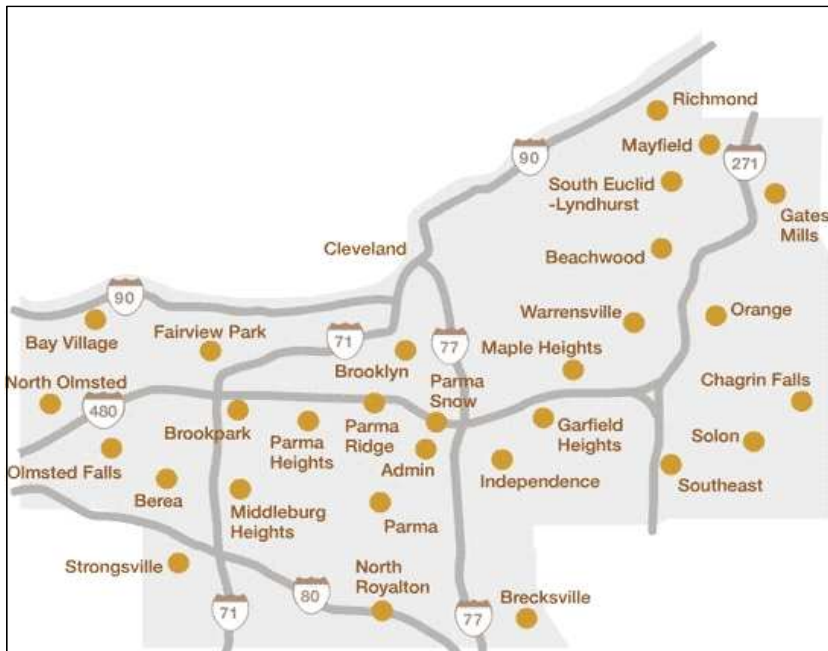 Richmond
90
Mayfield
271
South Euclid
-Lyndhurst
Gates
Mills
Cleveland
Beachwood
90
Warrensville
Orange
Bay Village
Fairview Park
71
77
Brooklyn
Maple Heights
Parma
Snow
North Olmsted
Chagrin Falls
480
Brookpark
Parma
Heights
Parma
Ridge
Garfield
Heights
Admin
Solon
Olmsted Falls
Berea
Middleburg
Heights
Independence
Southeast
Parma
Strongsville
North
Royalton
80
71
77
Brecksville